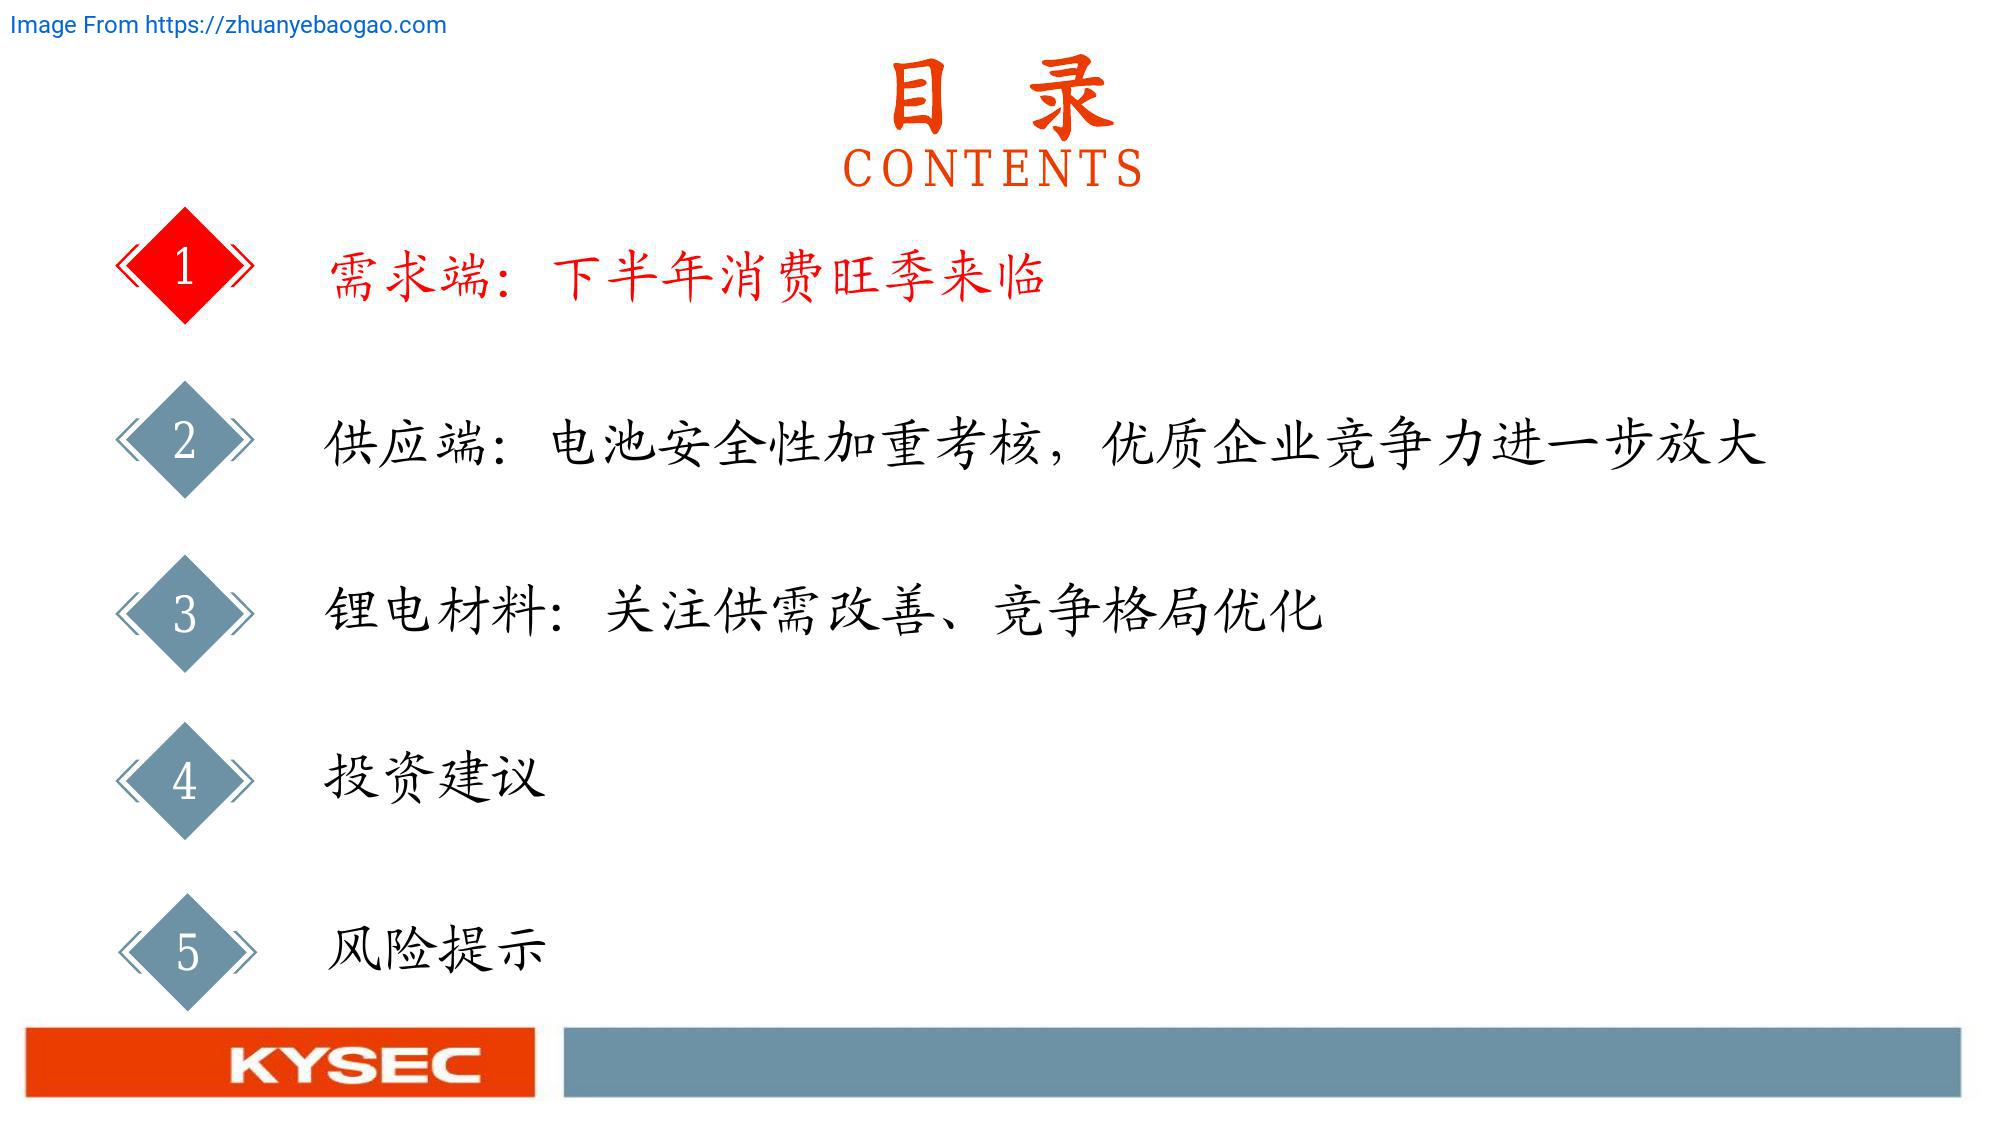 Image From https://zhuanyebaogao.com
目 录
CONTENTS
1 需求端：下半年消费旺季来临
2 供应端：电池安全性加重考核，优质企业竞争力进一步放大
3 锂电材料：关注供需改善、竞争格局优化
4 投资建议
5 风险提示
KYSEC